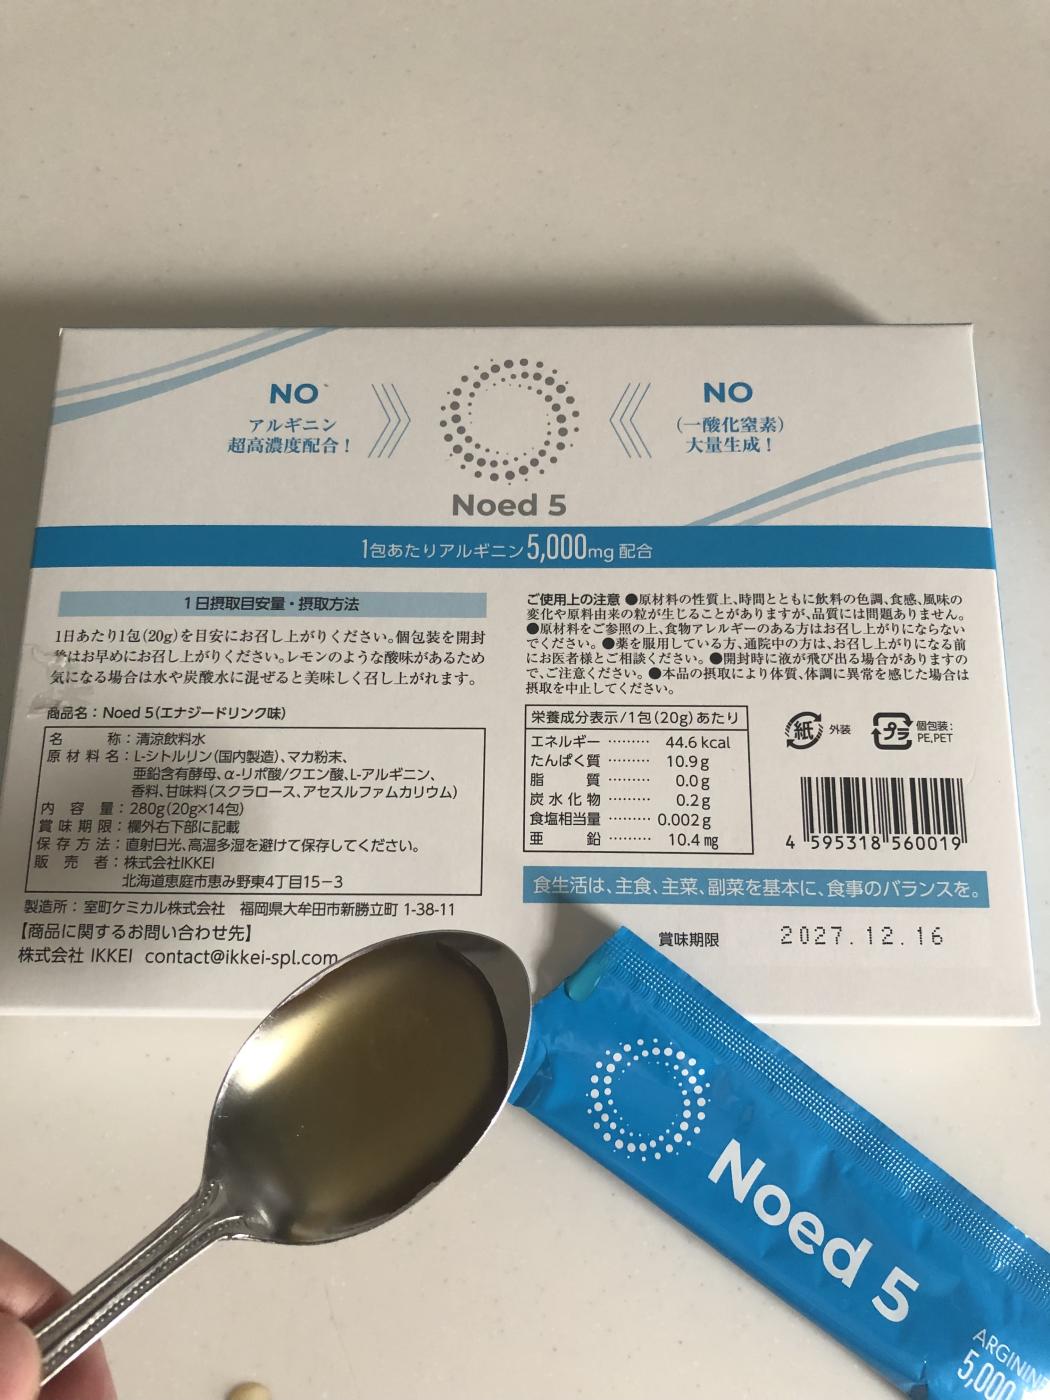 NO
アルギニン
超高濃度配合！
NO
(一酸化窒素)
大量生成！
Noed 5
1包あたりアルギニン5,000mg 配合
1日摂取目安量・摂取方法
1日あたり1包(20g)を目安にお召し上がりください。個包装を開封
後はお早めにお召し上がりください。レモンのような酸味があるため
気になる場合は水や炭酸水に混ぜると美味しく召し上がれます。
商品名：Noed 5(エナジードリンク味)
名称：清涼飲料水
原材料名：L-シトルリン(国内製造)、マカ粉末、
亜鉛含有酵母、α-リポ酸/クエン酸、L-アルギニン、
香料、甘味料(スクラロース、アセスルファムカリウム)
内容量：280g(20g×14包)
賞味期限：欄外右下部に記載
保存方法：直射日光、高温多湿を避けて保存してください。
販売者：株式会社IKKEI
北海道恵庭市恵み野東4丁目15−3
製造所：室町ケミカル株式会社 福岡県大牟田市新勝立町 1-38-11
【商品に関するお問い合わせ先】
株式会社 IKKEI contact@ikkei-spl.com
ご使用上の注意 ●原材料の性質上、時間とともに飲料の色調、食感、風味の
変化や原料由来の粒が生じることがありますが、品質には問題ありません。
●原材料をご参照の上、食物アレルギーのある方はお召し上がりにならない
でください。●薬を服用している方、通院中の方は、お召し上がりになる前
にお医者様とご相談ください。●開封時に液が飛び出る場合がありますの
で、ご注意ください。●本品の摂取により体質、体調に異常を感じた場合は
摂取を中止してください。
栄養成分表示/1包(20g)あたり
エネルギー ……… 44.6 kcal
たんぱく質 ……… 10.9 g
脂質 ……… 0.0 g
炭水化物 ……… 0.2 g
食塩相当量 ……… 0.002 g
亜鉛 ……… 10.4 mg
紙 外装
プラ 個包装：
PE,PET
4 595318 560019
食生活は、主食、主菜、副菜を基本に、食事のバランスを。
賞味期限 2027.12.16
Noed 5
ARGININE
5,000